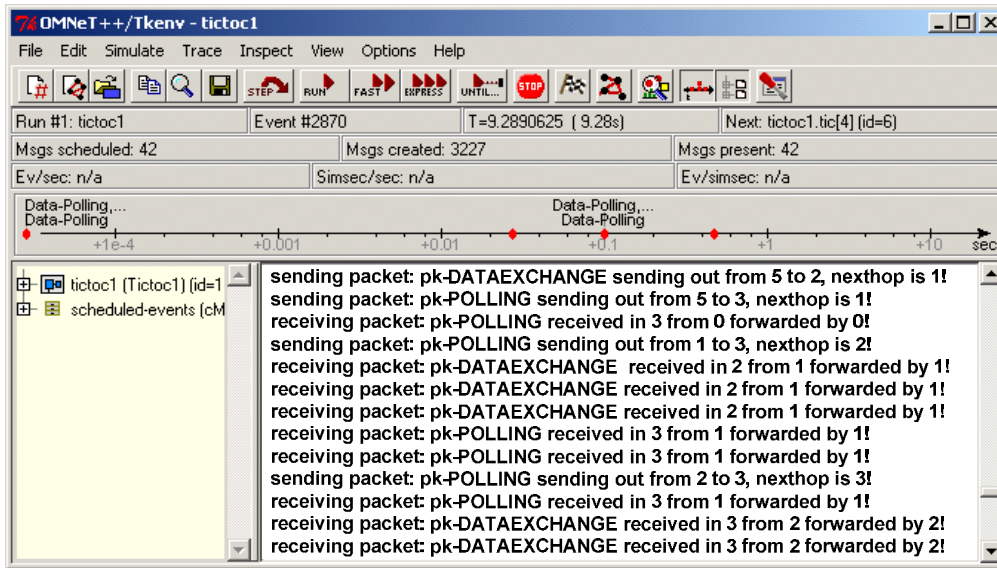 OMNeT++/Tkenv - tictoc1
File Edit Simulate Trace Inspect View Options Help
STEP RUN FAST EXPRESS UNTIL... STOP
Run #1: tictoc1 Event #2870 T=9.2890625 ( 9.28s) Next: tictoc1.tic[4] (id=6)
Msgs scheduled: 42 Msgs created: 3227 Msgs present: 42
Ev/sec: n/a Simsec/sec: n/a Ev/simsec: n/a
Data-Polling,... Data-Polling,...
Data-Polling Data-Polling
+1e-4 +0.001 +0.01 +0.1 +1 +10 sec
tictoc1 (Tictoc1) (id=1
scheduled-events (cM
sending packet: pk-DATAEXCHANGE sending out from 5 to 2, nexthop is 1!
sending packet: pk-POLLING sending out from 5 to 3, nexthop is 1!
receiving packet: pk-POLLING received in 3 from 0 forwarded by 0!
sending packet: pk-POLLING sending out from 1 to 3, nexthop is 2!
receiving packet: pk-DATAEXCHANGE received in 2 from 1 forwarded by 1!
receiving packet: pk-DATAEXCHANGE received in 2 from 1 forwarded by 1!
receiving packet: pk-DATAEXCHANGE received in 2 from 1 forwarded by 1!
receiving packet: pk-POLLING received in 3 from 1 forwarded by 1!
receiving packet: pk-POLLING received in 3 from 1 forwarded by 1!
sending packet: pk-POLLING sending out from 2 to 3, nexthop is 3!
receiving packet: pk-POLLING received in 3 from 1 forwarded by 1!
receiving packet: pk-DATAEXCHANGE received in 3 from 2 forwarded by 2!
receiving packet: pk-DATAEXCHANGE received in 3 from 2 forwarded by 2!